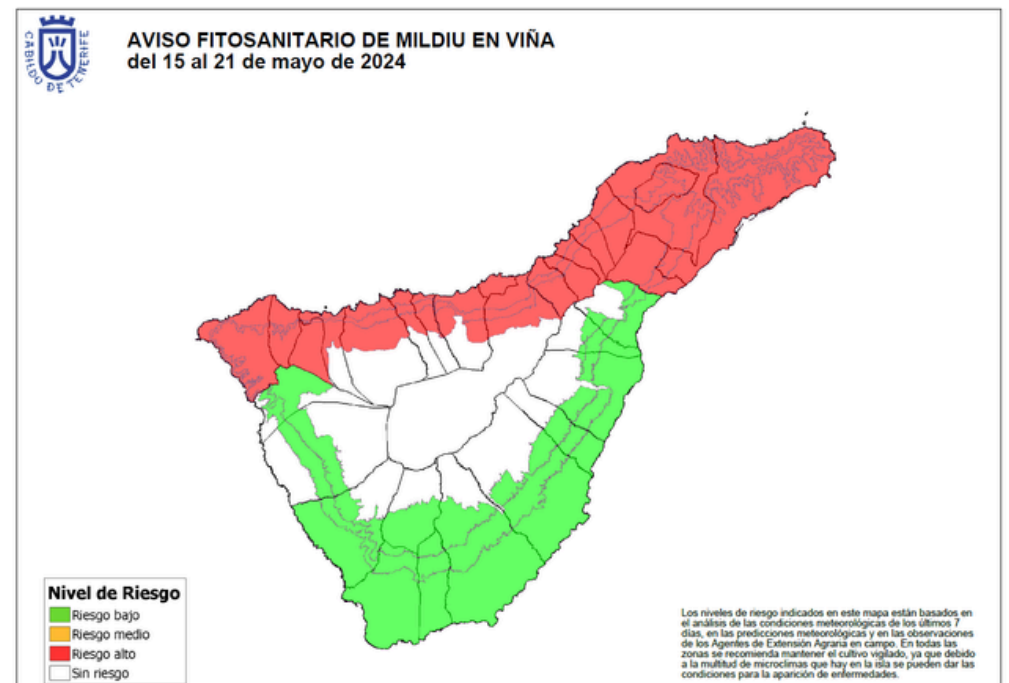 CABILDO DE TENERIFE
AVISO FITOSANITARIO DE MILDIU EN VIÑA
del 15 al 21 de mayo de 2024
Nivel de Riesgo
Riesgo bajo
Riesgo medio
Riesgo alto
Sin riesgo
Los niveles de riesgo indicados en este mapa están basados en
el análisis de las condiciones meteorológicas de los últimos 7
días, en las predicciones meteorológicas y en las observaciones
de los Agentes de Extensión Agraria en campo. En todas las
zonas se recomienda mantener el cultivo vigilado, ya que debido
a la multitud de microclimas que hay en la isla se pueden dar las
condiciones para la aparición de enfermedades.